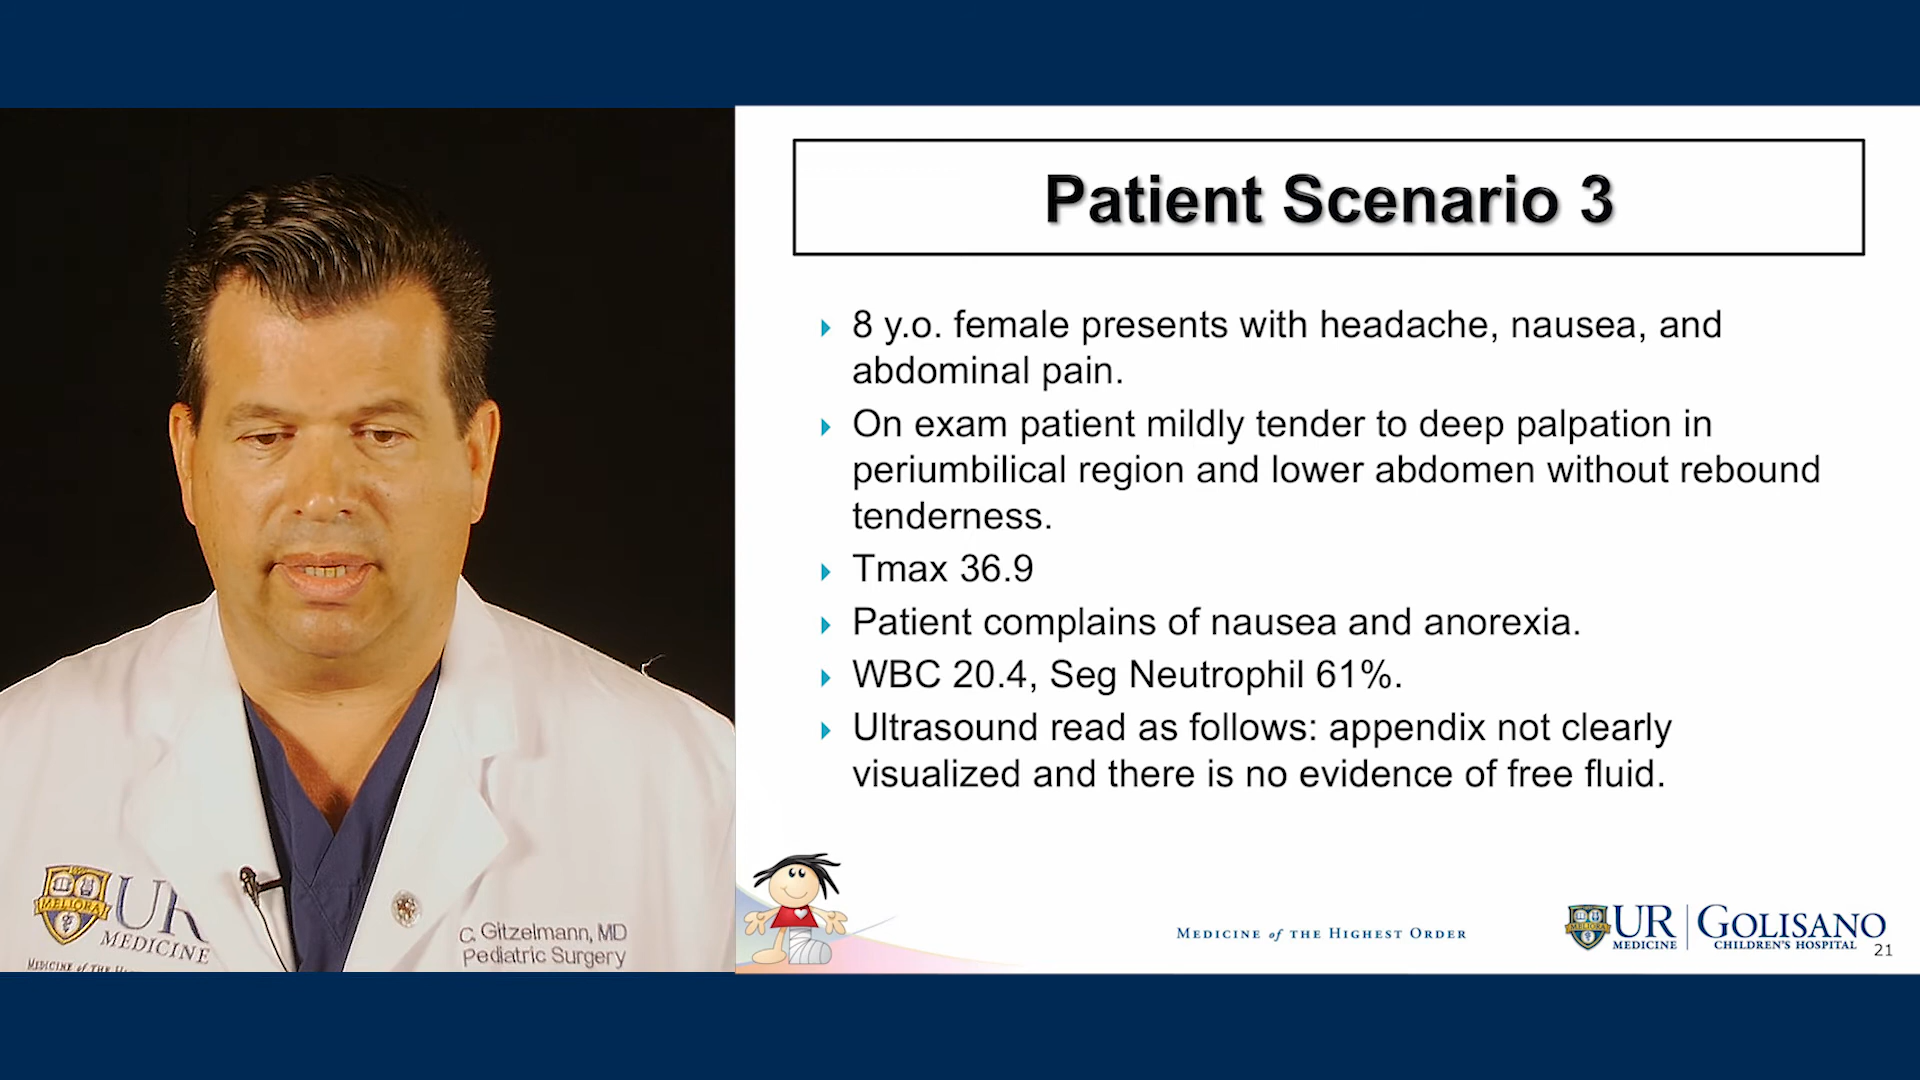 Patient Scenario 3
8 y.o. female presents with headache, nausea, and
abdominal pain.
On exam patient mildly tender to deep palpation in
periumbilical region and lower abdomen without rebound
tenderness.
Tmax 36.9
Patient complains of nausea and anorexia.
WBC 20.4, Seg Neutrophil 61%.
Ultrasound read as follows: appendix not clearly
visualized and there is no evidence of free fluid.
MEDICINE of THE HIGHEST ORDER
MELIORA
UR
MEDICINE
GOLISANO
CHILDREN'S HOSPITAL
21
MELIORA
UR
MEDICINE
MEDICINE of THE
C. Gitzelmann, MD
Pediatric Surgery